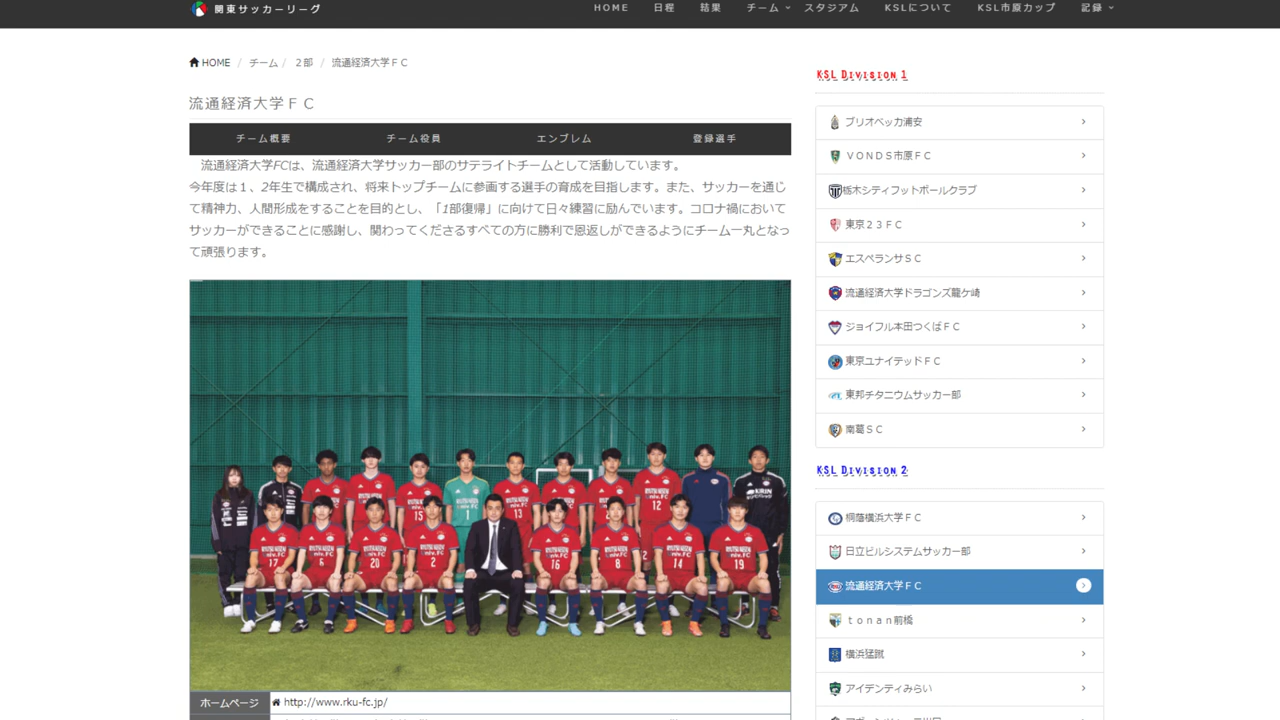 関東サッカーリーグ
HOME 日程 結果 チーム スタジアム KSLについて KSL市原カップ 記録
HOME / チーム / ２部 / 流通経済大学ＦＣ
流通経済大学ＦＣ
チーム概要 チーム役員 エンブレム 登録選手
流通経済大学FCは、流通経済大学サッカー部のサテライトチームとして活動しています。
今年度は１、2年生で構成され、将来トップチームに参画する選手の育成を目指します。また、サッカーを通じ
て精神力、人間形成をすることを目的とし、「1部復帰」に向けて日々練習に励んでいます。コロナ禍において
サッカーができることに感謝し、関わってくださるすべての方に勝利で恩返しができるようにチーム一丸となっ
て頑張ります。
15
1
13
12
17
6
20
2
16
8
14
19
ホームページ http://www.rku-fc.jp/
KSL Division 1
ブリオベッカ浦安
ＶＯＮＤＳ市原ＦＣ
栃木シティフットボールクラブ
東京２３ＦＣ
エスペランサＳＣ
流通経済大学ドラゴンズ龍ケ崎
ジョイフル本田つくばＦＣ
東京ユナイテッドＦＣ
東邦チタニウムサッカー部
南葛ＳＣ
KSL Division 2
桐蔭横浜大学ＦＣ
日立ビルシステムサッカー部
流通経済大学ＦＣ
ｔｏｎａｎ前橋
横浜猛蹴
アイデンティみらい